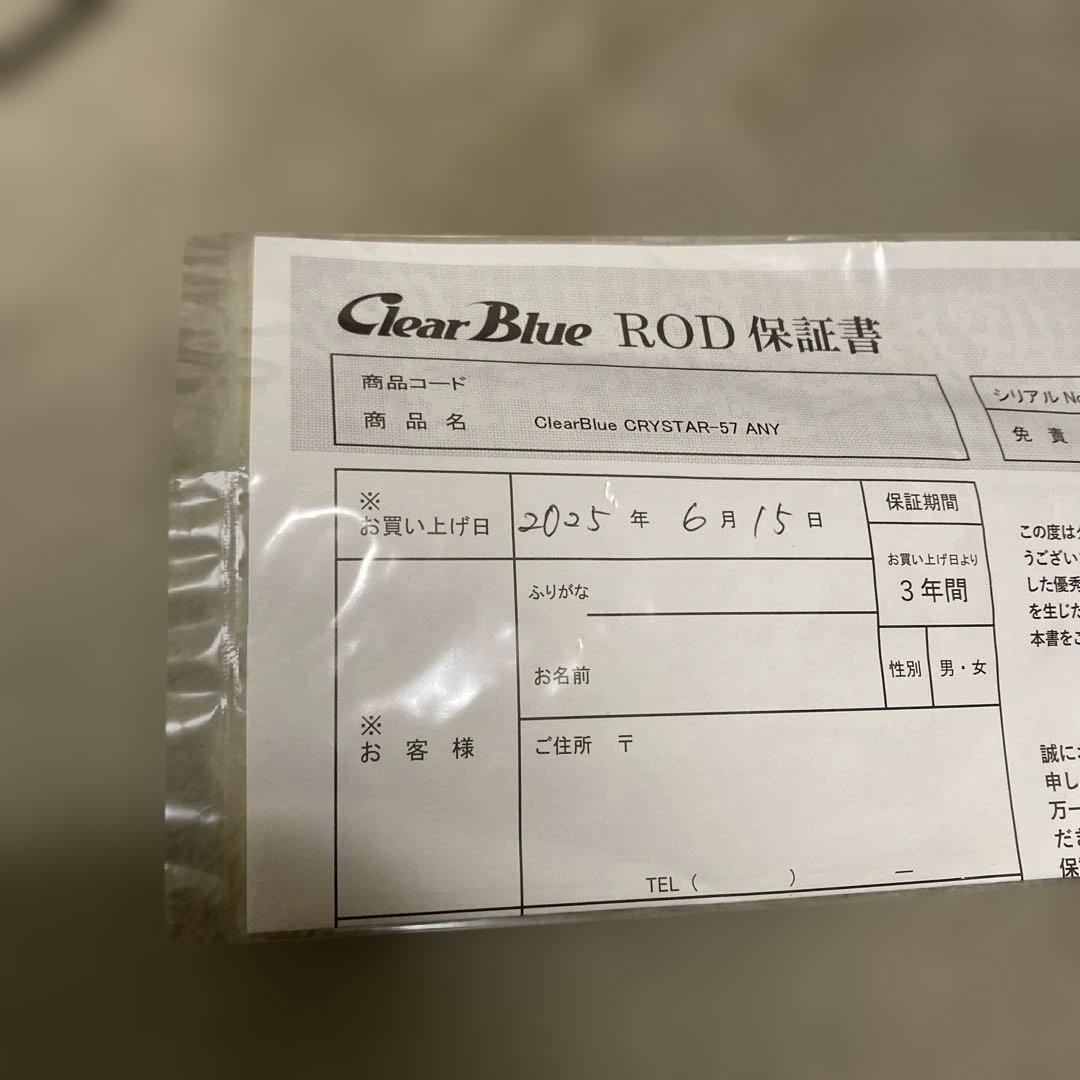 Clear Blue ROD 保証書
商品コード
商品名 ClearBlue CRYSTAR-57 ANY
シリアル No
免責
※
お買い上げ日 2025 年 6 月 15 日
保証期間
お買い上げ日より
3年間
ふりがな
お名前
性別 男・女
※
お客様
ご住所 〒
TEL ( ) ー
この度は
うござい
した優秀
を生じた
本書をご
誠に
申し
万一
だき
保